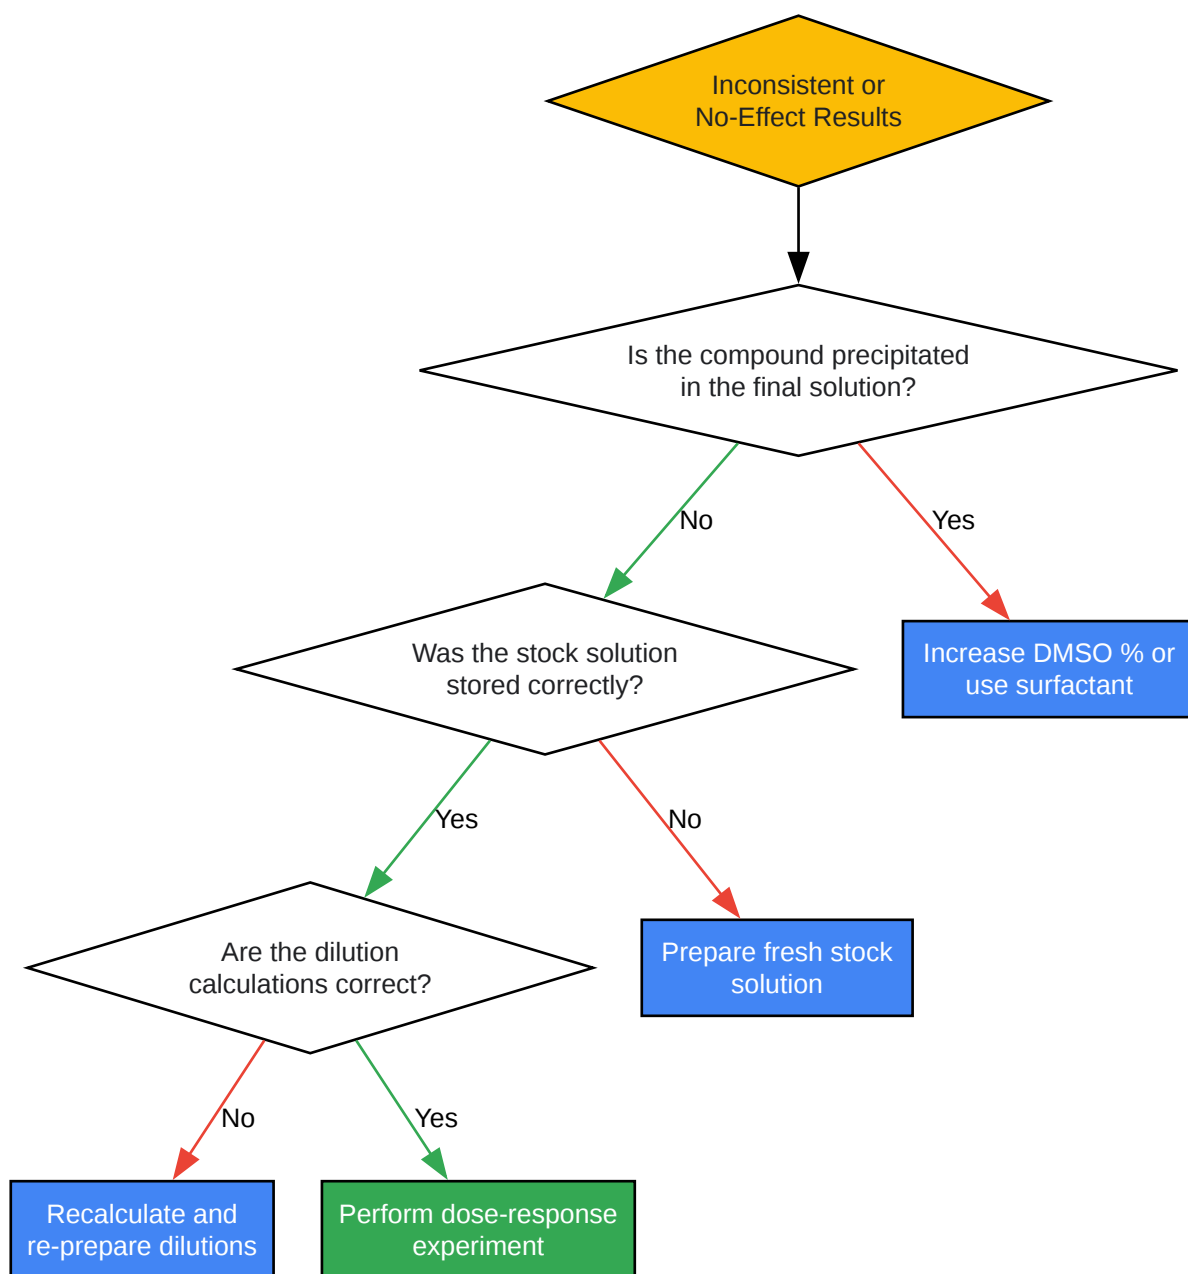 Inconsistent or
No-Effect Results
Is the compound precipitated
in the final solution?
No
Yes
Was the stock solution
stored correctly?
Increase DMSO % or
use surfactant
Yes
No
Are the dilution
calculations correct?
Prepare fresh stock
solution
No
Yes
Recalculate and
re-prepare dilutions
Perform dose-response
experiment